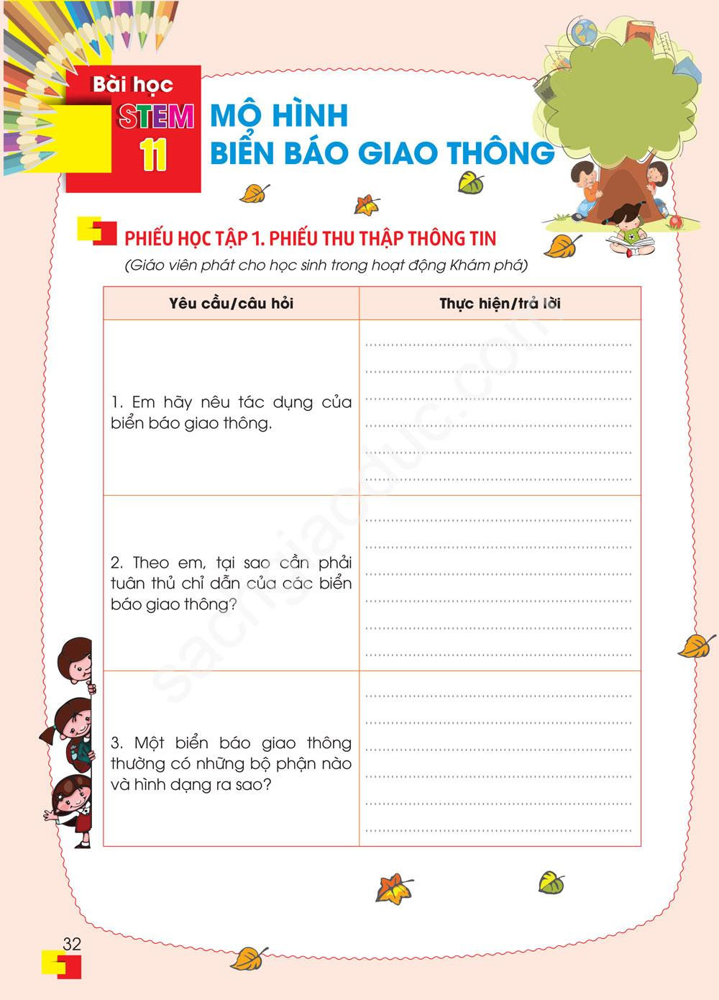 Bài học
STEM
11
MÔ HÌNH
BIỂN BÁO GIAO THÔNG
PHIẾU HỌC TẬP 1. PHIẾU THU THẬP THÔNG TIN
(Giáo viên phát cho học sinh trong hoạt động Khám phá)
Yêu cầu/câu hỏi
Thực hiện/trả lời
1. Em hãy nêu tác dụng của
biển báo giao thông.
2. Theo em, tại sao cần phải
tuân thủ chỉ dẫn của các biển
báo giao thông?
3. Một biển báo giao thông
thường có những bộ phận nào
và hình dạng ra sao?
sachgiaoduc.com
32